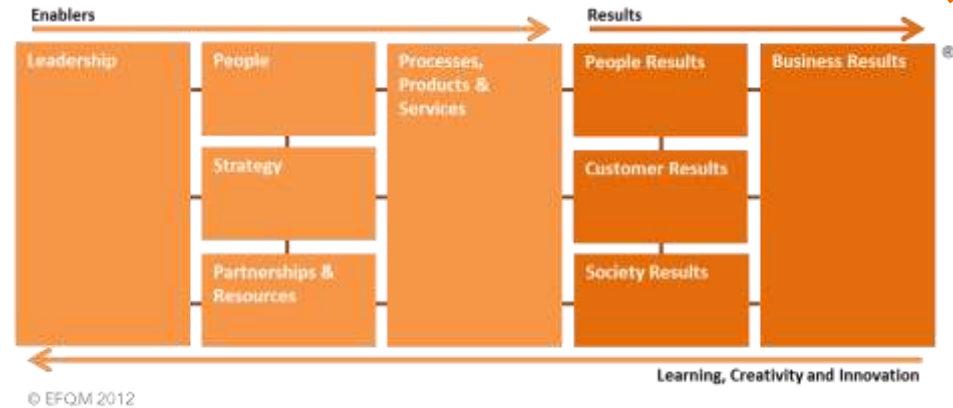 Enablers
Results
Leadership
People
Processes,
Products &
Services
People Results
Business Results
®
Strategy
Customer Results
Partnerships &
Resources
Society Results
Learning, Creativity and Innovation
© EFQM 2012